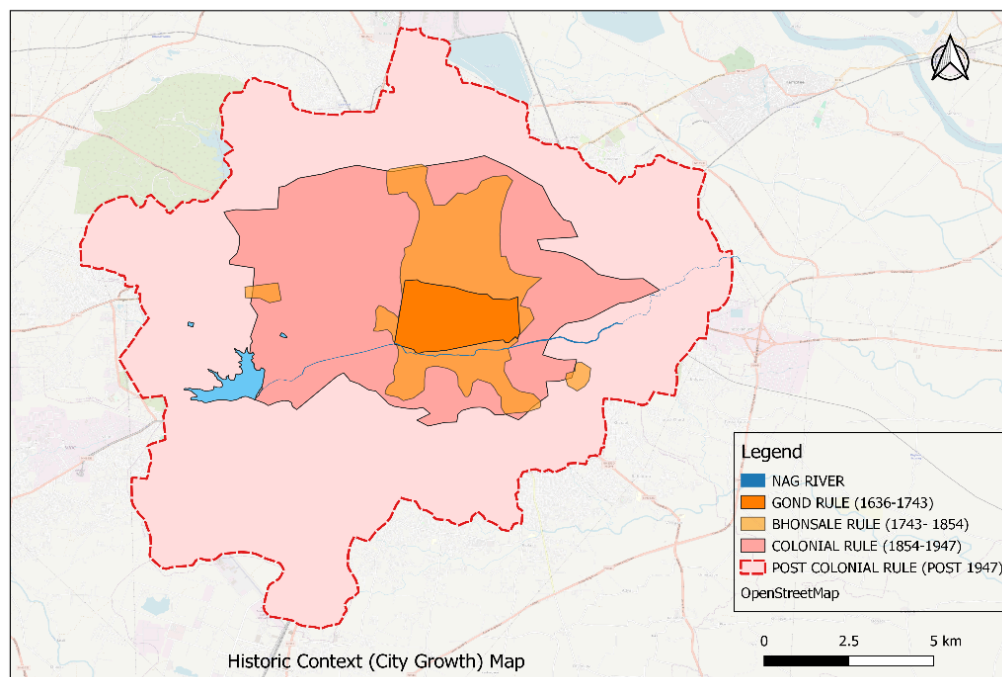 Legend
NAG RIVER
GOND RULE (1636-1743)
BHONSALE RULE (1743- 1854)
COLONIAL RULE (1854-1947)
POST COLONIAL RULE (POST 1947)
OpenStreetMap
0 2.5 5 km
Historic Context (City Growth) Map